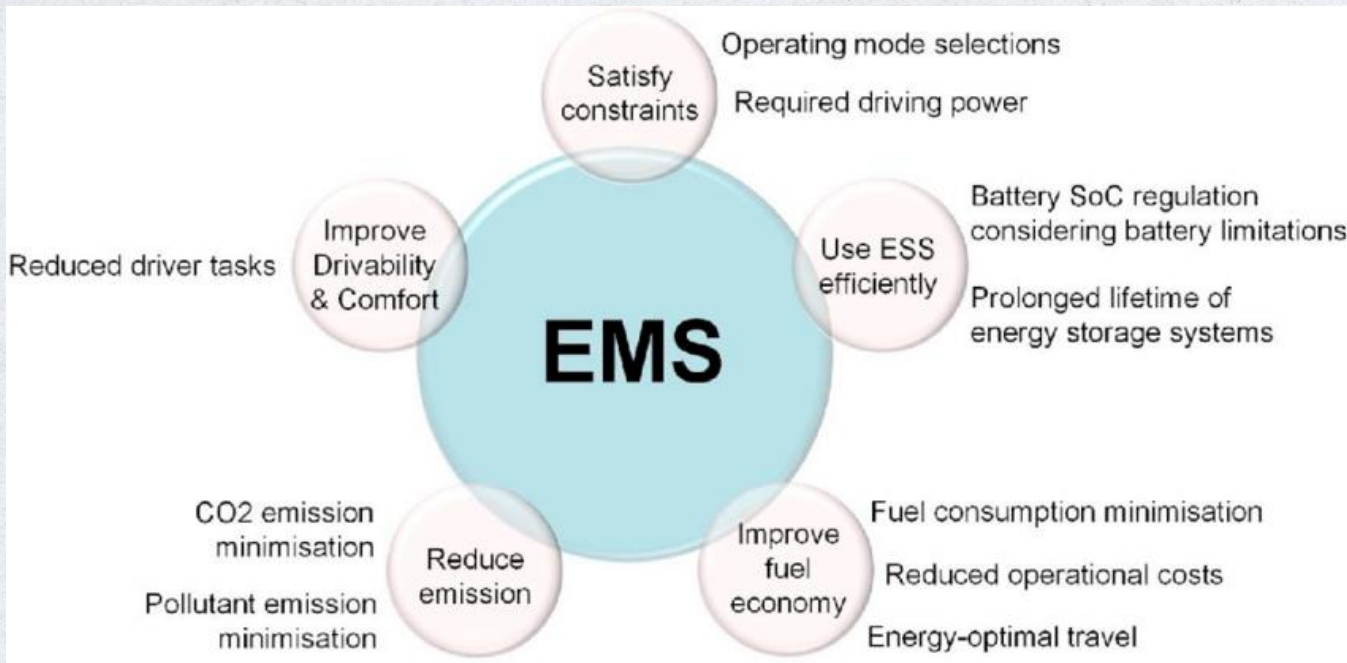 Satisfy
constraints
Operating mode selections
Required driving power
Improve
Drivability
& Comfort
Reduced driver tasks
Use ESS
efficiently
Battery SoC regulation
considering battery limitations
Prolonged lifetime of
energy storage systems
EMS
Reduce
emission
CO2 emission
minimisation
Pollutant emission
minimisation
Improve
fuel
economy
Fuel consumption minimisation
Reduced operational costs
Energy-optimal travel